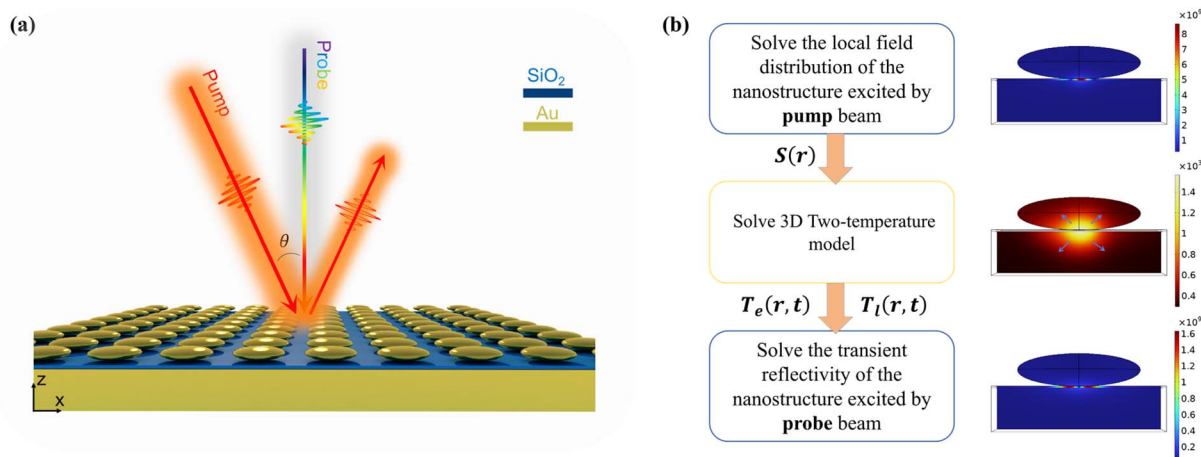 (a)
Pump
Probe
θ
SiO₂
Au
z
x
(b)
Solve the local field
distribution of the
nanostructure excited by
pump beam
S(r)
Solve 3D Two-temperature
model
Tₑ(r, t)
Tₗ(r, t)
Solve the transient
reflectivity of the
nanostructure excited by
probe beam
8
7
6
5
4
3
2
1
1.4
1.2
1
0.8
0.6
0.4
1.6
1.4
1.2
1
0.8
0.6
0.4
0.2